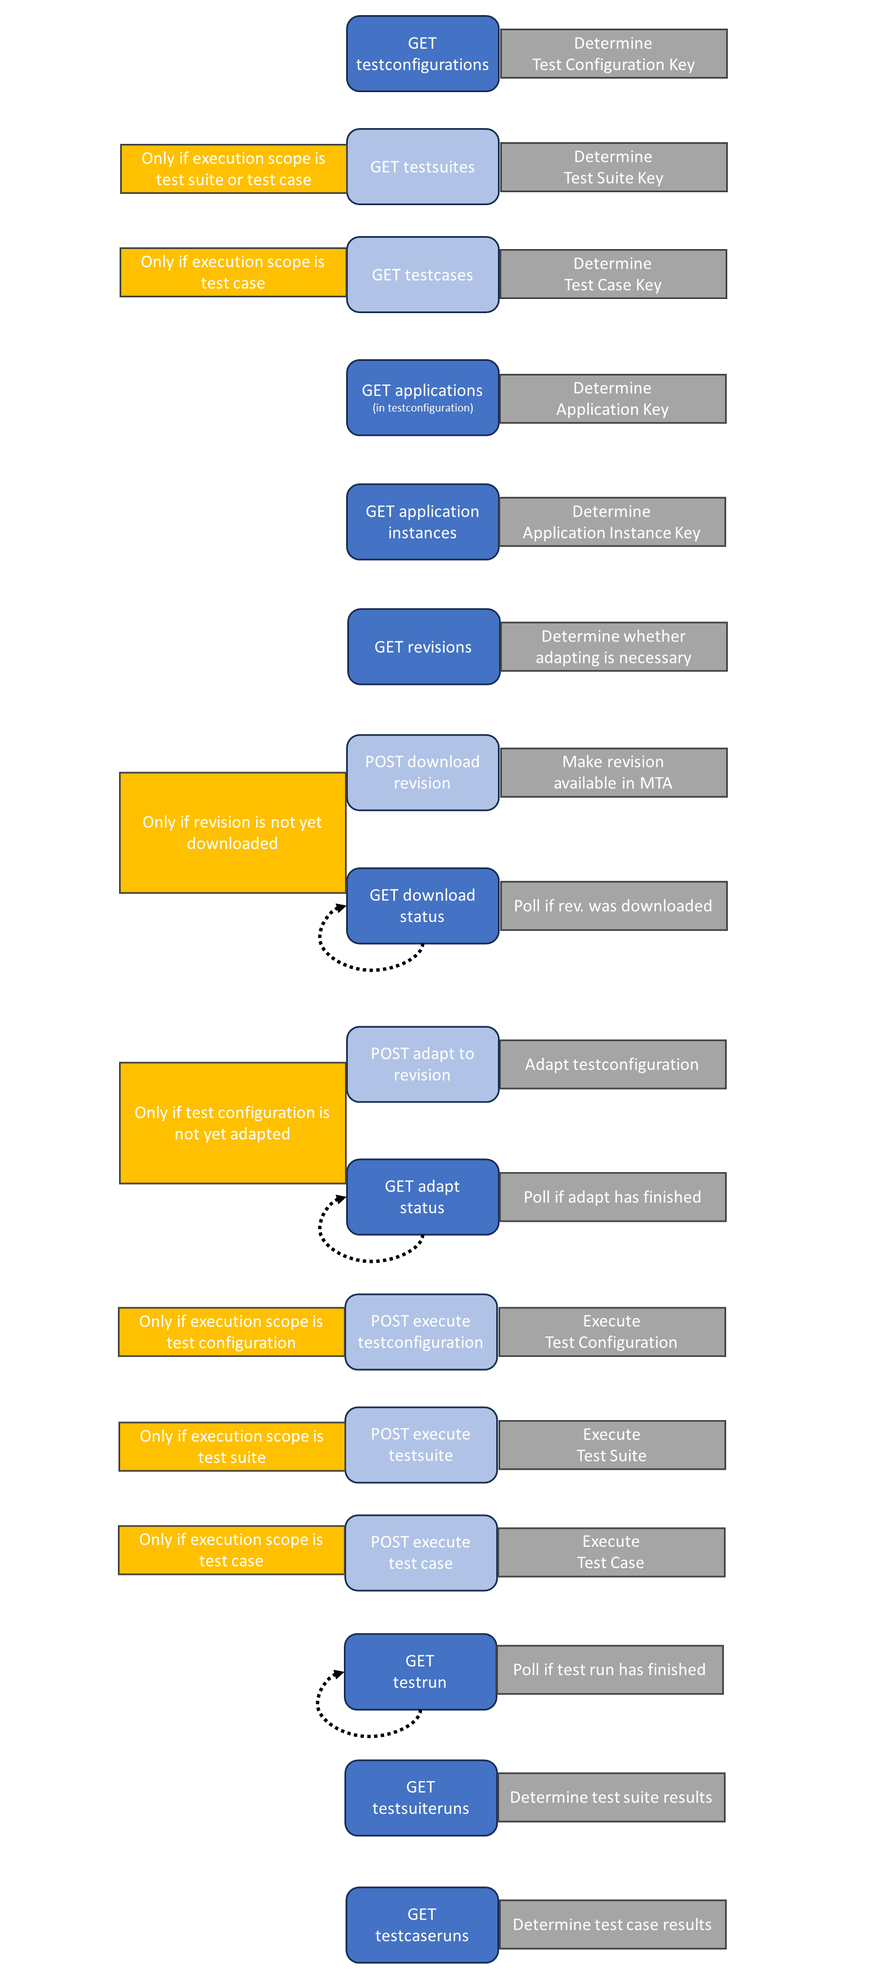 GET
testconfigurations
Determine
Test Configuration Key
Only if execution scope is
test suite or test case
GET testsuites
Determine
Test Suite Key
Only if execution scope is
test case
GET testcases
Determine
Test Case Key
GET applications
(in testconfiguration)
Determine
Application Key
GET application
instances
Determine
Application Instance Key
GET revisions
Determine whether
adapting is necessary
POST download
revision
Make revision
available in MTA
Only if revision is not yet
downloaded
GET download
status
Poll if rev. was downloaded
POST adapt to
revision
Adapt testconfiguration
Only if test configuration is
not yet adapted
GET adapt
status
Poll if adapt has finished
Only if execution scope is
test configuration
POST execute
testconfiguration
Execute
Test Configuration
Only if execution scope is
test suite
POST execute
testsuite
Execute
Test Suite
Only if execution scope is
test case
POST execute
test case
Execute
Test Case
GET
testrun
Poll if test run has finished
GET
testsuiteruns
Determine test suite results
GET
testcaseruns
Determine test case results